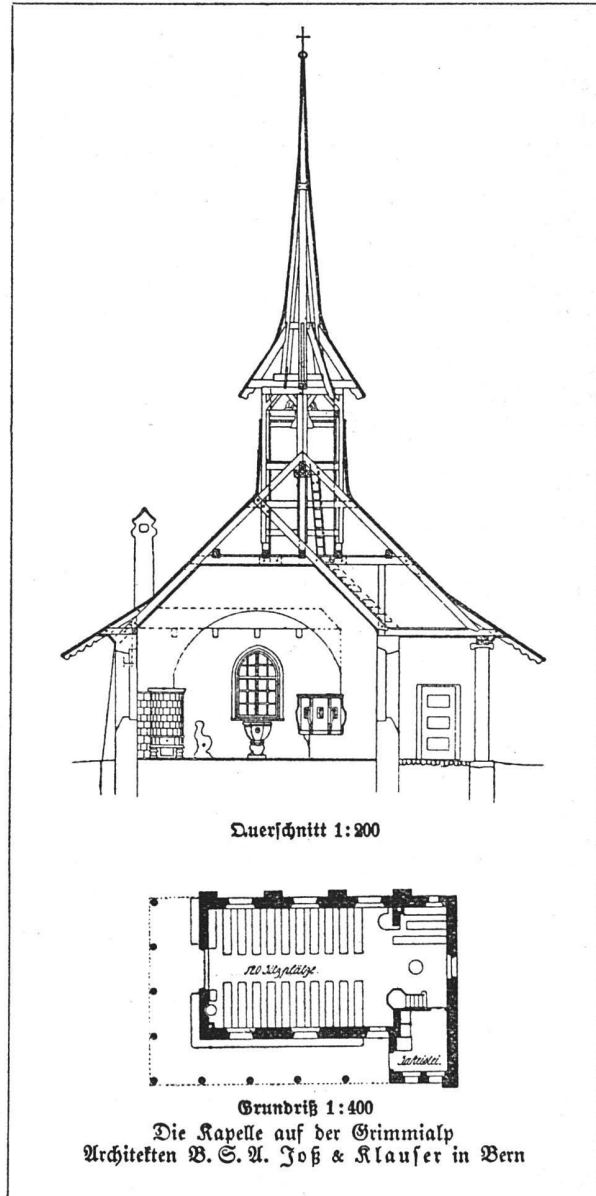 Querschnitt 1:200
120 Sitzplätze.
Sakristei.
Grundriß 1:400
Die Kapelle auf der Grimmialp
Architekten B. S. A. Joß & Klauser in Bern